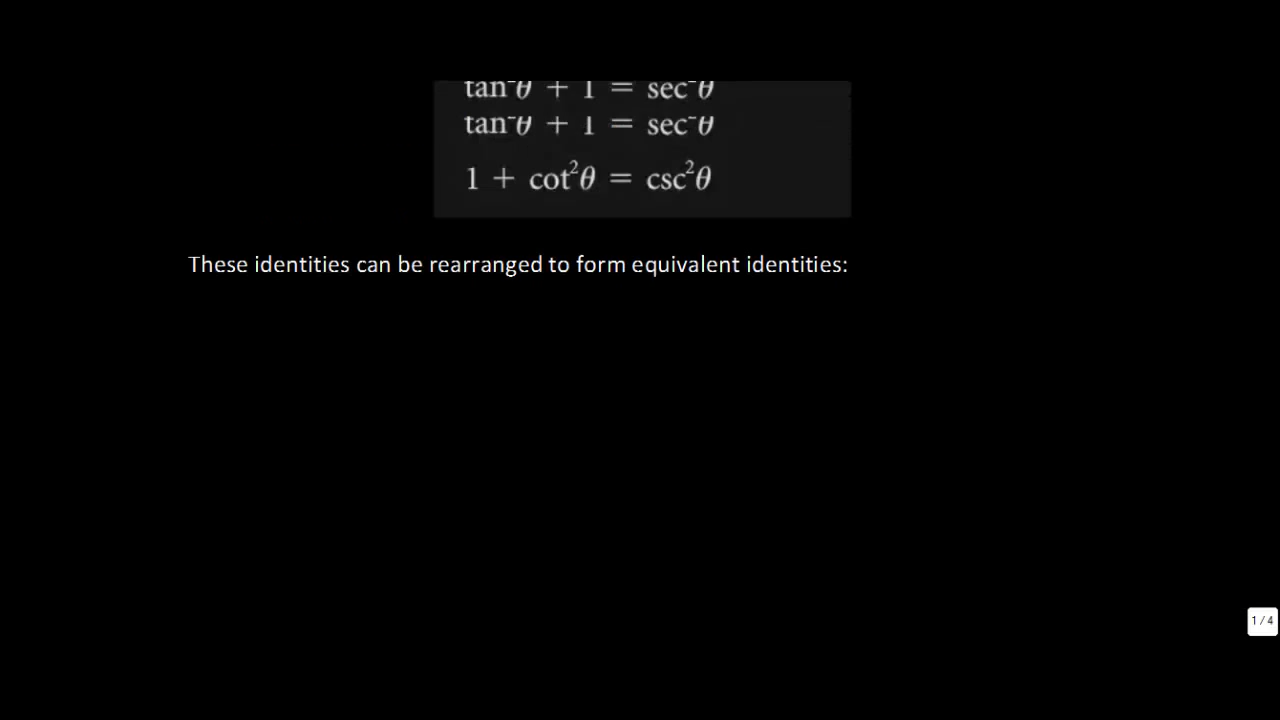 tan²θ + 1 = sec²θ
tan²θ + 1 = sec²θ
1 + cot²θ = csc²θ
These identities can be rearranged to form equivalent identities:
1 / 4